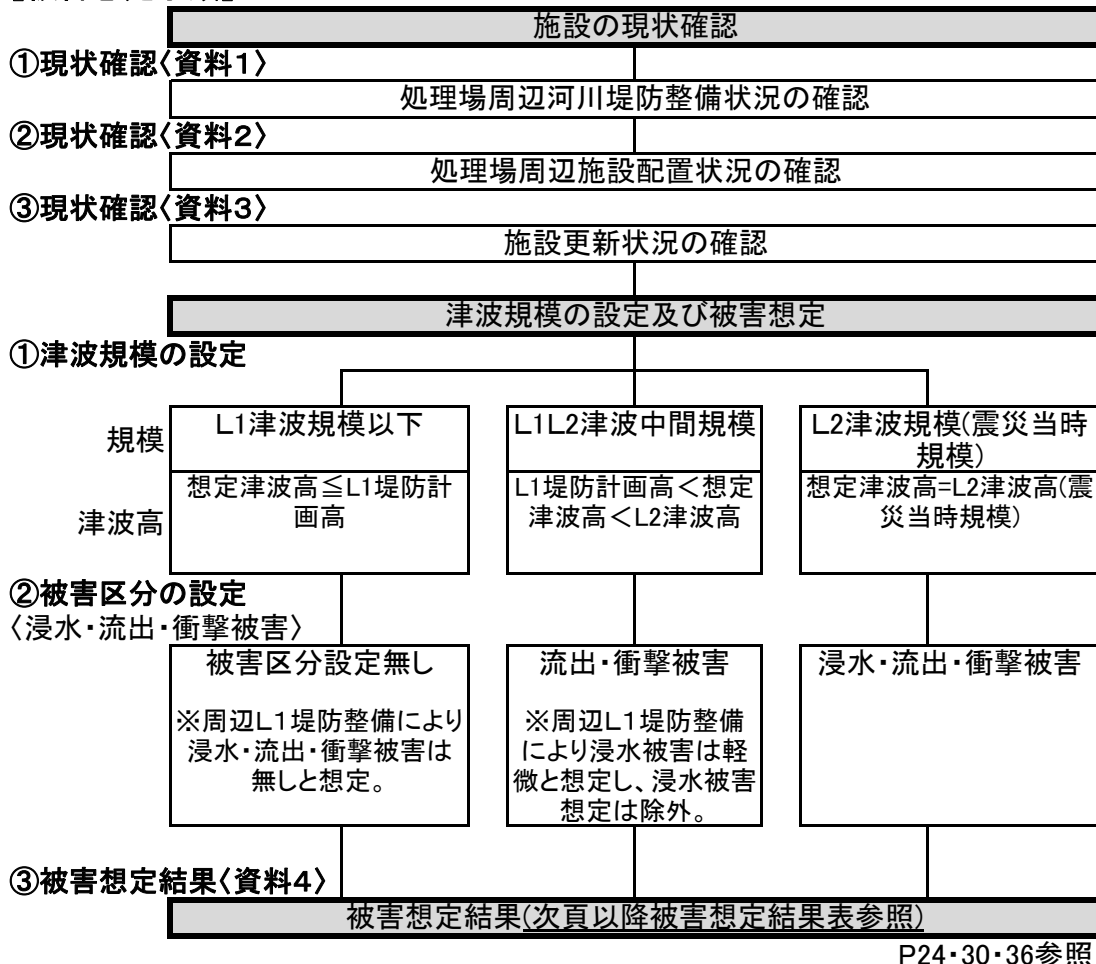 施設の現状確認
①現状確認〈資料1〉
処理場周辺河川堤防整備状況の確認
②現状確認〈資料2〉
処理場周辺施設配置状況の確認
③現状確認〈資料3〉
施設更新状況の確認
津波規模の設定及び被害想定
①津波規模の設定
規模
L1津波規模以下
L1L2津波中間規模
L2津波規模(震災当時
規模)
津波高
想定津波高≦L1堤防計
画高
L1堤防計画高<想定
津波高<L2津波高
想定津波高=L2津波高(震
災当時規模)
②被害区分の設定
〈浸水・流出・衝撃被害〉
被害区分設定無し
※周辺L1堤防整備により
浸水・流出・衝撃被害は
無しと想定。
流出・衝撃被害
※周辺L1堤防整備
により浸水被害は軽
微と想定し、浸水被害
想定は除外。
浸水・流出・衝撃被害
③被害想定結果〈資料4〉
被害想定結果(次頁以降被害想定結果表参照)
P24・30・36参照